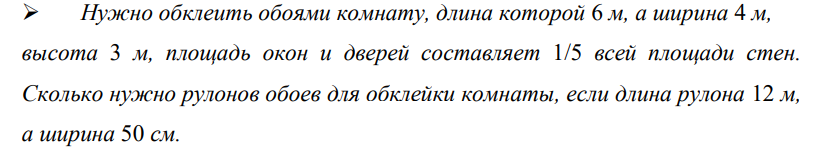 ➢ Нужно обклеить обоями комнату, длина которой 6 м, а ширина 4 м,
высота 3 м, площадь окон и дверей составляет 1/5 всей площади стен.
Сколько нужно рулонов обоев для обклейки комнаты, если длина рулона 12 м,
а ширина 50 см.